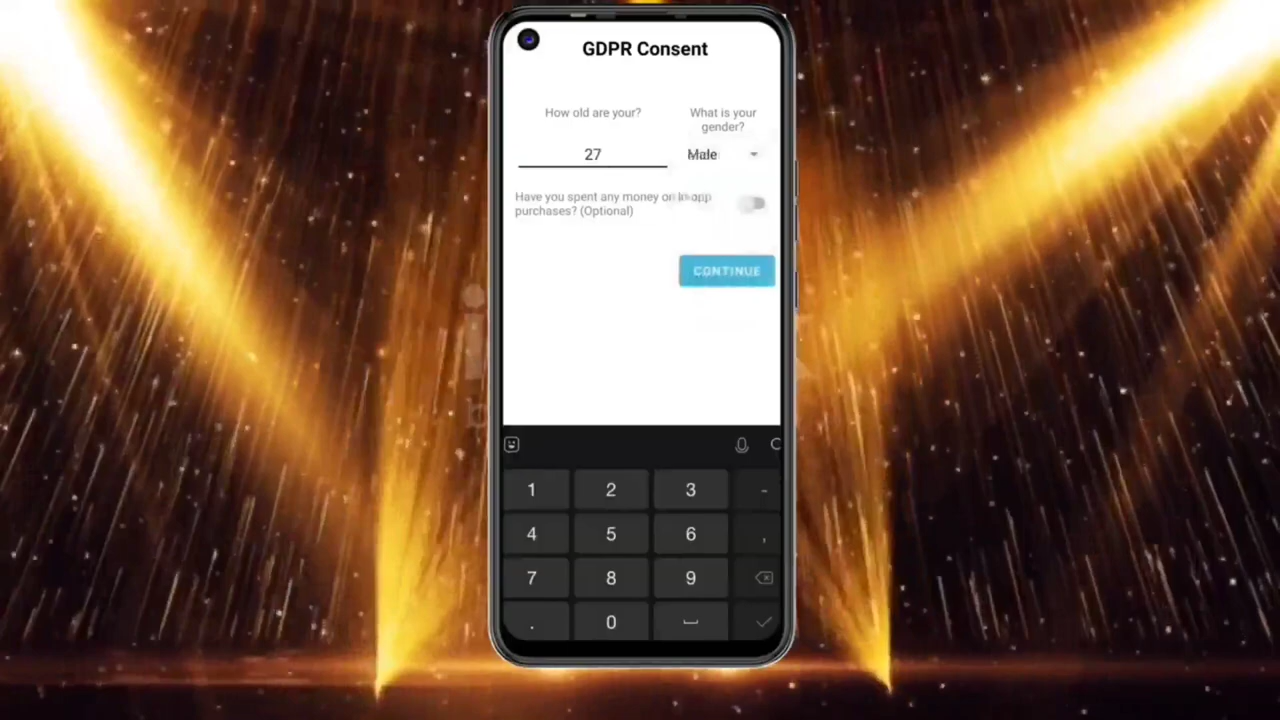 GDPR Consent
How old are your?
What is your
gender?
27
Male
Have you spent any money on In-app
purchases? (Optional)
CONTINUE
1 2 3 -
4 5 6 ,
7 8 9
. 0